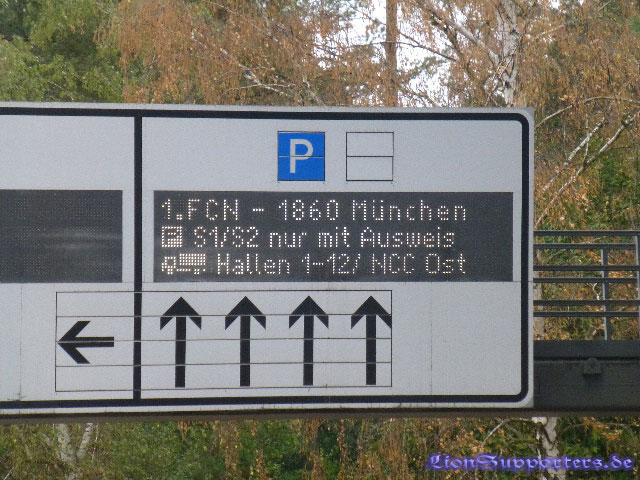 P
1.FCN - 1860 München
P S1/S2 nur mit Ausweis
Hallen 1-12/ NCC Ost
LionSupporters.de